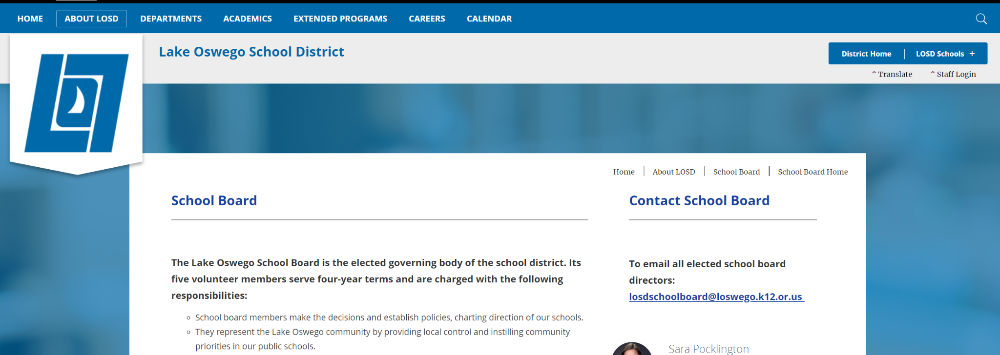 HOME ABOUT LOSD DEPARTMENTS ACADEMICS EXTENDED PROGRAMS CAREERS CALENDAR
Lake Oswego School District
District Home | LOSD Schools +
^ Translate ^ Staff Login
Home | About LOSD | School Board | School Board Home
School Board
The Lake Oswego School Board is the elected governing body of the school district. Its
five volunteer members serve four-year terms and are charged with the following
responsibilities:
◦ School board members make the decisions and establish policies, charting direction of our schools.
◦ They represent the Lake Oswego community by providing local control and instilling community
priorities in our public schools.
Contact School Board
To email all elected school board
directors:
losdschoolboard@loswego.k12.or.us
Sara Pocklington